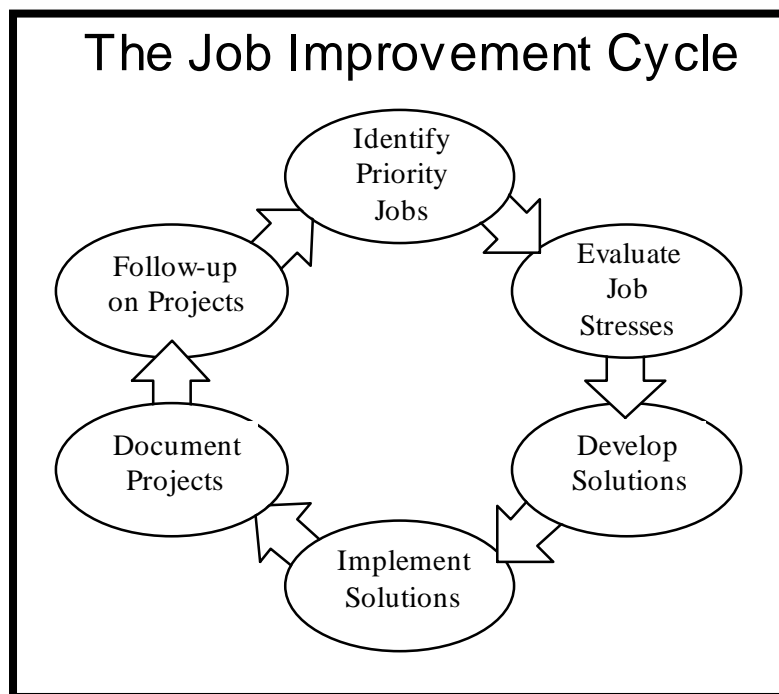 The Job Improvement Cycle
Identify
Priority
Jobs
Evaluate
Job
Stresses
Develop
Solutions
Implement
Solutions
Document
Projects
Follow-up
on Projects